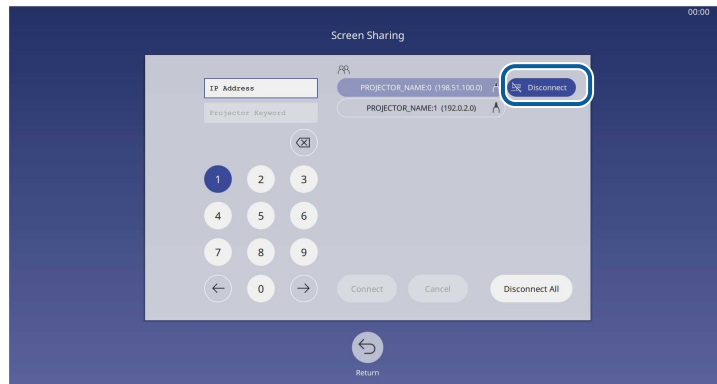 00:00
Screen Sharing
IP Address
Projector Keyword
PROJECTOR_NAME:0 (198.51.100.0)
Disconnect
PROJECTOR_NAME:1 (192.0.2.0)
1 2 3
4 5 6
7 8 9
0
Connect Cancel Disconnect All
Return